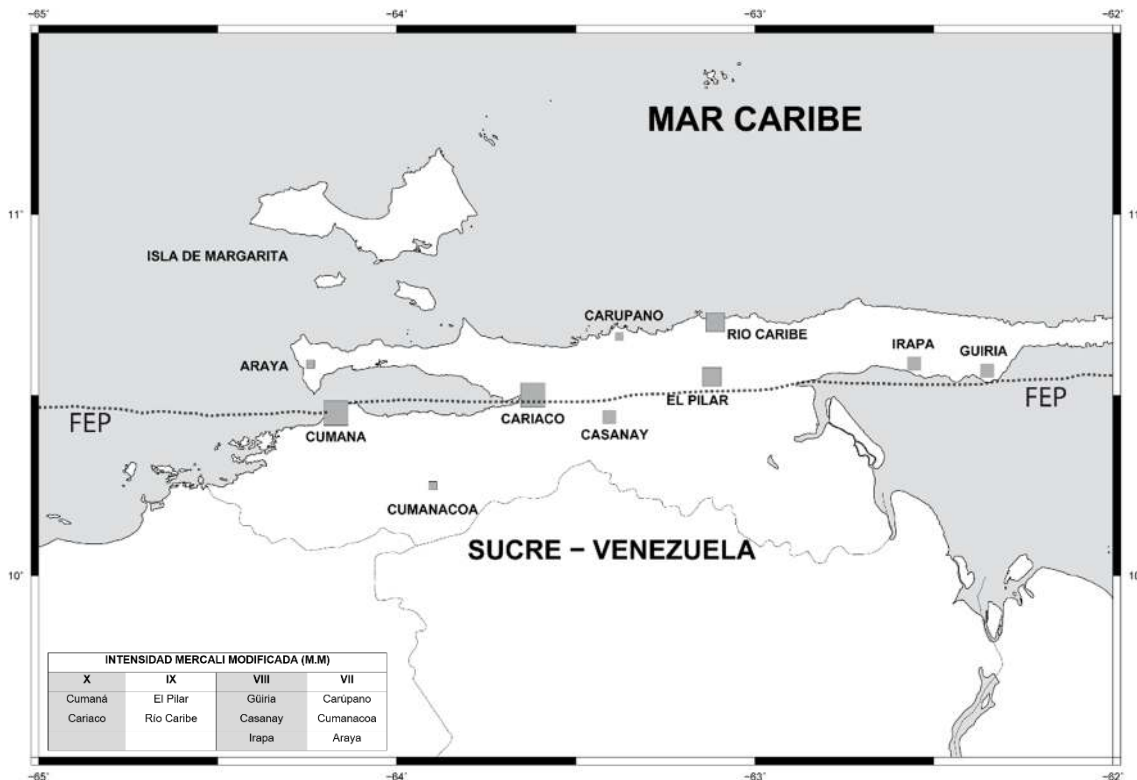 −65° −64° −63° −62°
MAR CARIBE
11° 11°
ISLA DE MARGARITA
CARUPANO
RIO CARIBE
IRAPA
GUIRIA
ARAYA
EL PILAR
FEP
FEP
CUMANA
CARIACO
CASANAY
CUMANACOA
SUCRE − VENEZUELA
10° 10°
INTENSIDAD MERCALI MODIFICADA (M.M)
X IX VIII VII
Cumaná El Pilar Güiria Carúpano
Cariaco Río Caribe Casanay Cumanacoa
Irapa Araya
−65° −64° −63° −62°